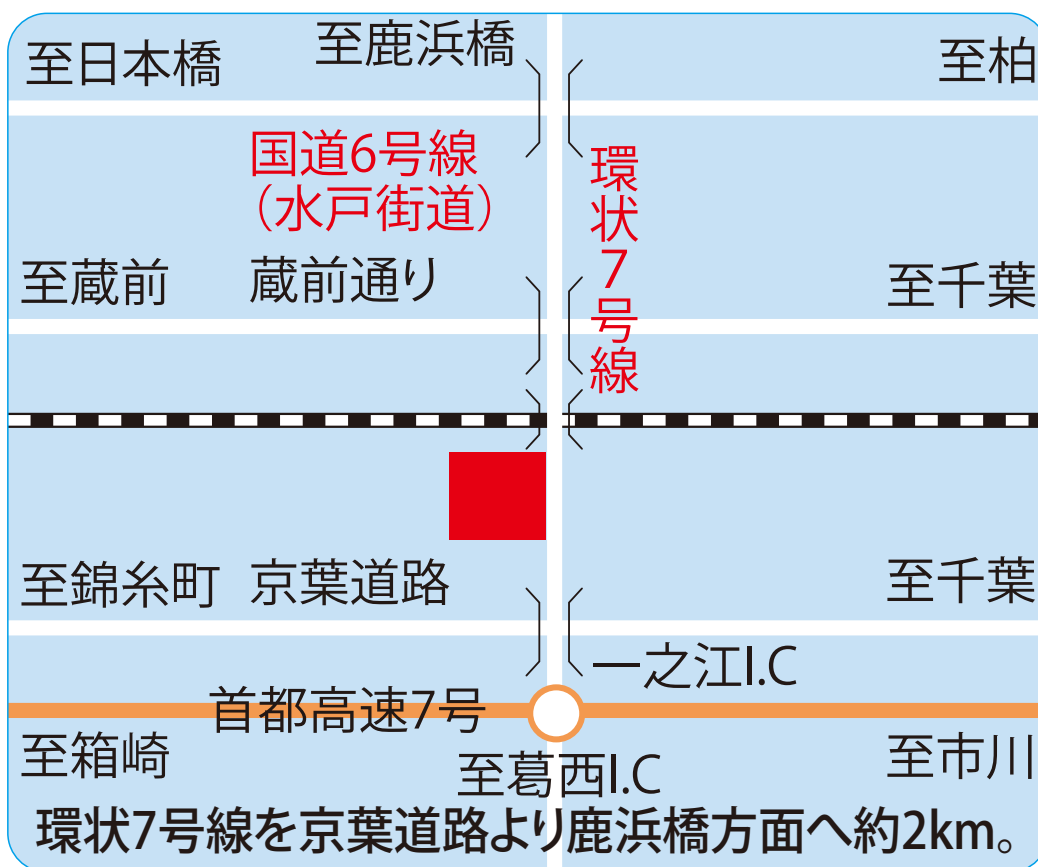 至鹿浜橋
至日本橋
至柏
国道6号線
（水戸街道）
環状7号線
至蔵前
蔵前通り
至千葉
至錦糸町
京葉道路
至千葉
一之江I.C
首都高速7号
至箱崎
至葛西I.C
至市川
環状7号線を京葉道路より鹿浜橋方面へ約2km。